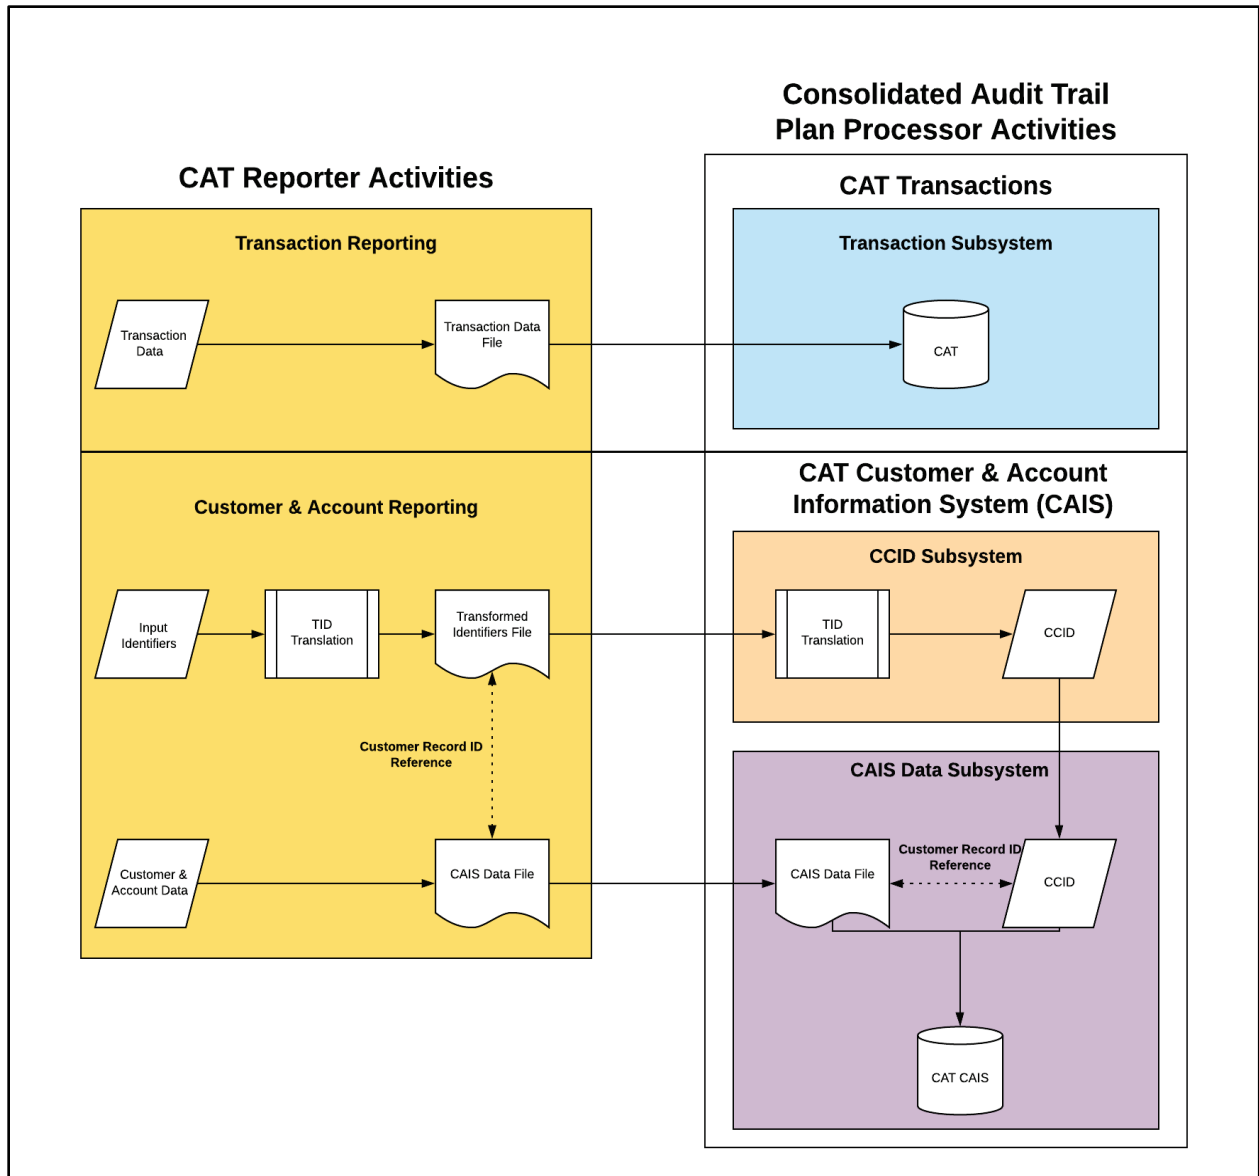 Consolidated Audit Trail
Plan Processor Activities
CAT Reporter Activities
CAT Transactions
Transaction Reporting
Transaction Subsystem
Transaction
Data
Transaction Data
File
CAT
CAT Customer & Account
Information System (CAIS)
Customer & Account Reporting
CCID Subsystem
Input
Identifiers
TID
Translation
Transformed
Identifiers File
TID
Translation
CCID
Customer Record ID
Reference
CAIS Data Subsystem
Customer &
Account Data
CAIS Data File
CAIS Data File
Customer Record ID
Reference
CCID
CAT CAIS